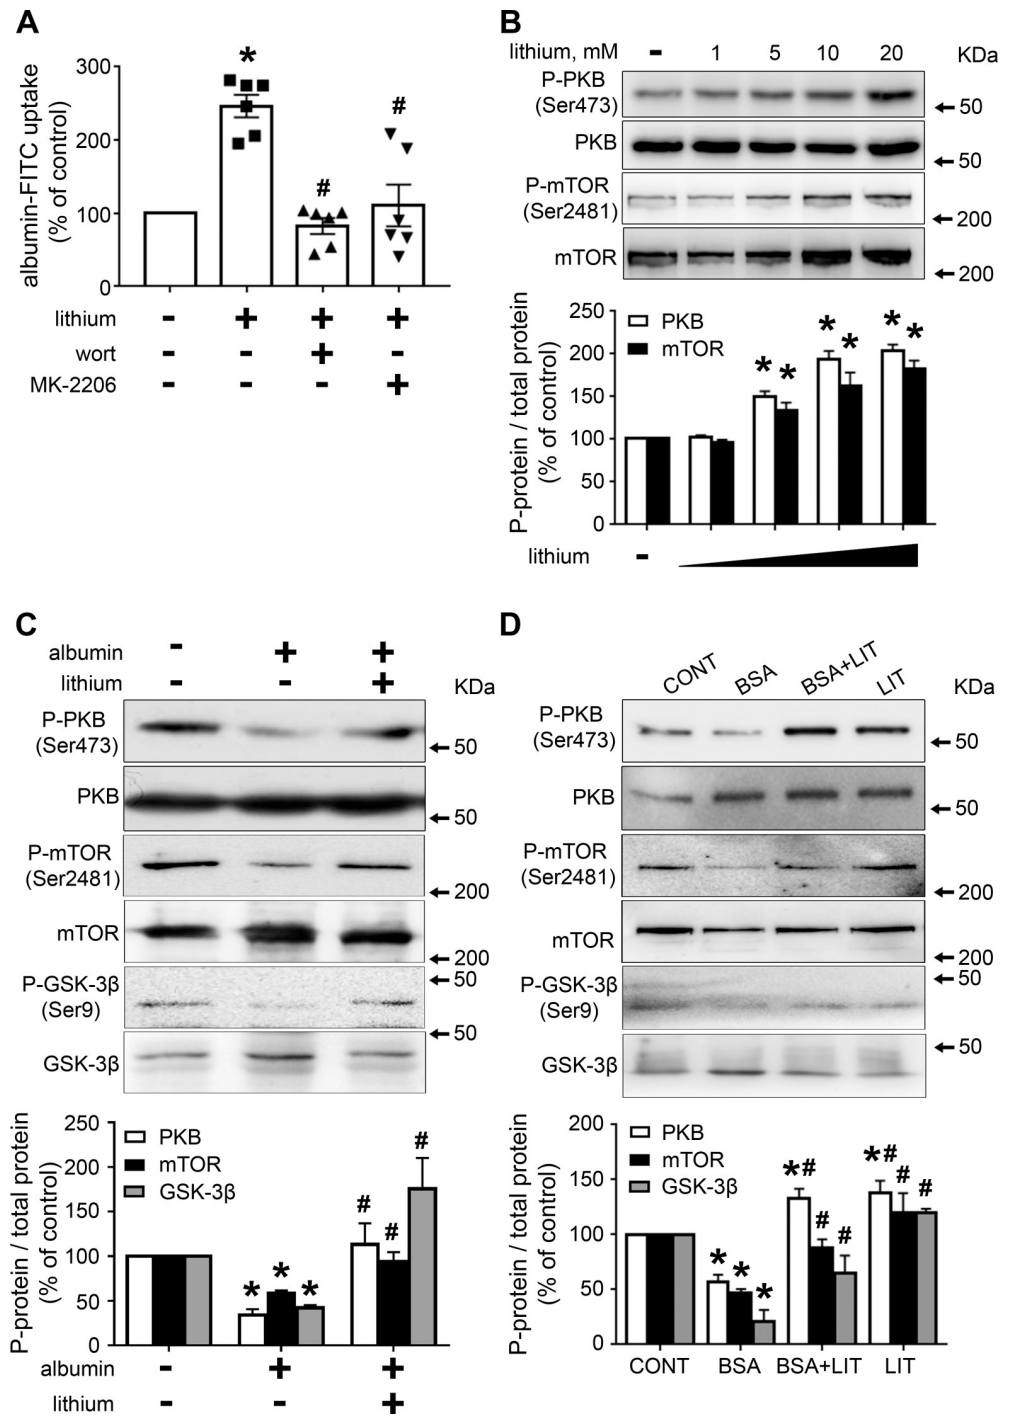 A
albumin-FITC uptake
(% of control)
300
200
100
0
*
#
#
lithium - + + +
wort - - + -
MK-2206 - - - +
B
lithium, mM - 1 5 10 20 KDa
P-PKB
(Ser473)
50
PKB
50
P-mTOR
(Ser2481)
200
mTOR
200
P-protein / total protein
(% of control)
250
200
150
100
50
0
PKB
mTOR
* *
* *
* *
lithium -
C
albumin - + +
lithium - - +
KDa
P-PKB
(Ser473)
50
PKB
50
P-mTOR
(Ser2481)
200
mTOR
200
P-GSK-3β
(Ser9)
50
GSK-3β
50
P-protein / total protein
(% of control)
250
200
150
100
50
0
PKB
mTOR
GSK-3β
* * *
# # #
albumin - + +
lithium - - +
D
CONT BSA BSA+LIT LIT
KDa
P-PKB
(Ser473)
50
PKB
50
P-mTOR
(Ser2481)
200
mTOR
200
P-GSK-3β
(Ser9)
50
GSK-3β
50
P-protein / total protein
(% of control)
200
150
100
50
0
PKB
mTOR
GSK-3β
* * *
*# # #
*# # #
CONT BSA BSA+LIT LIT